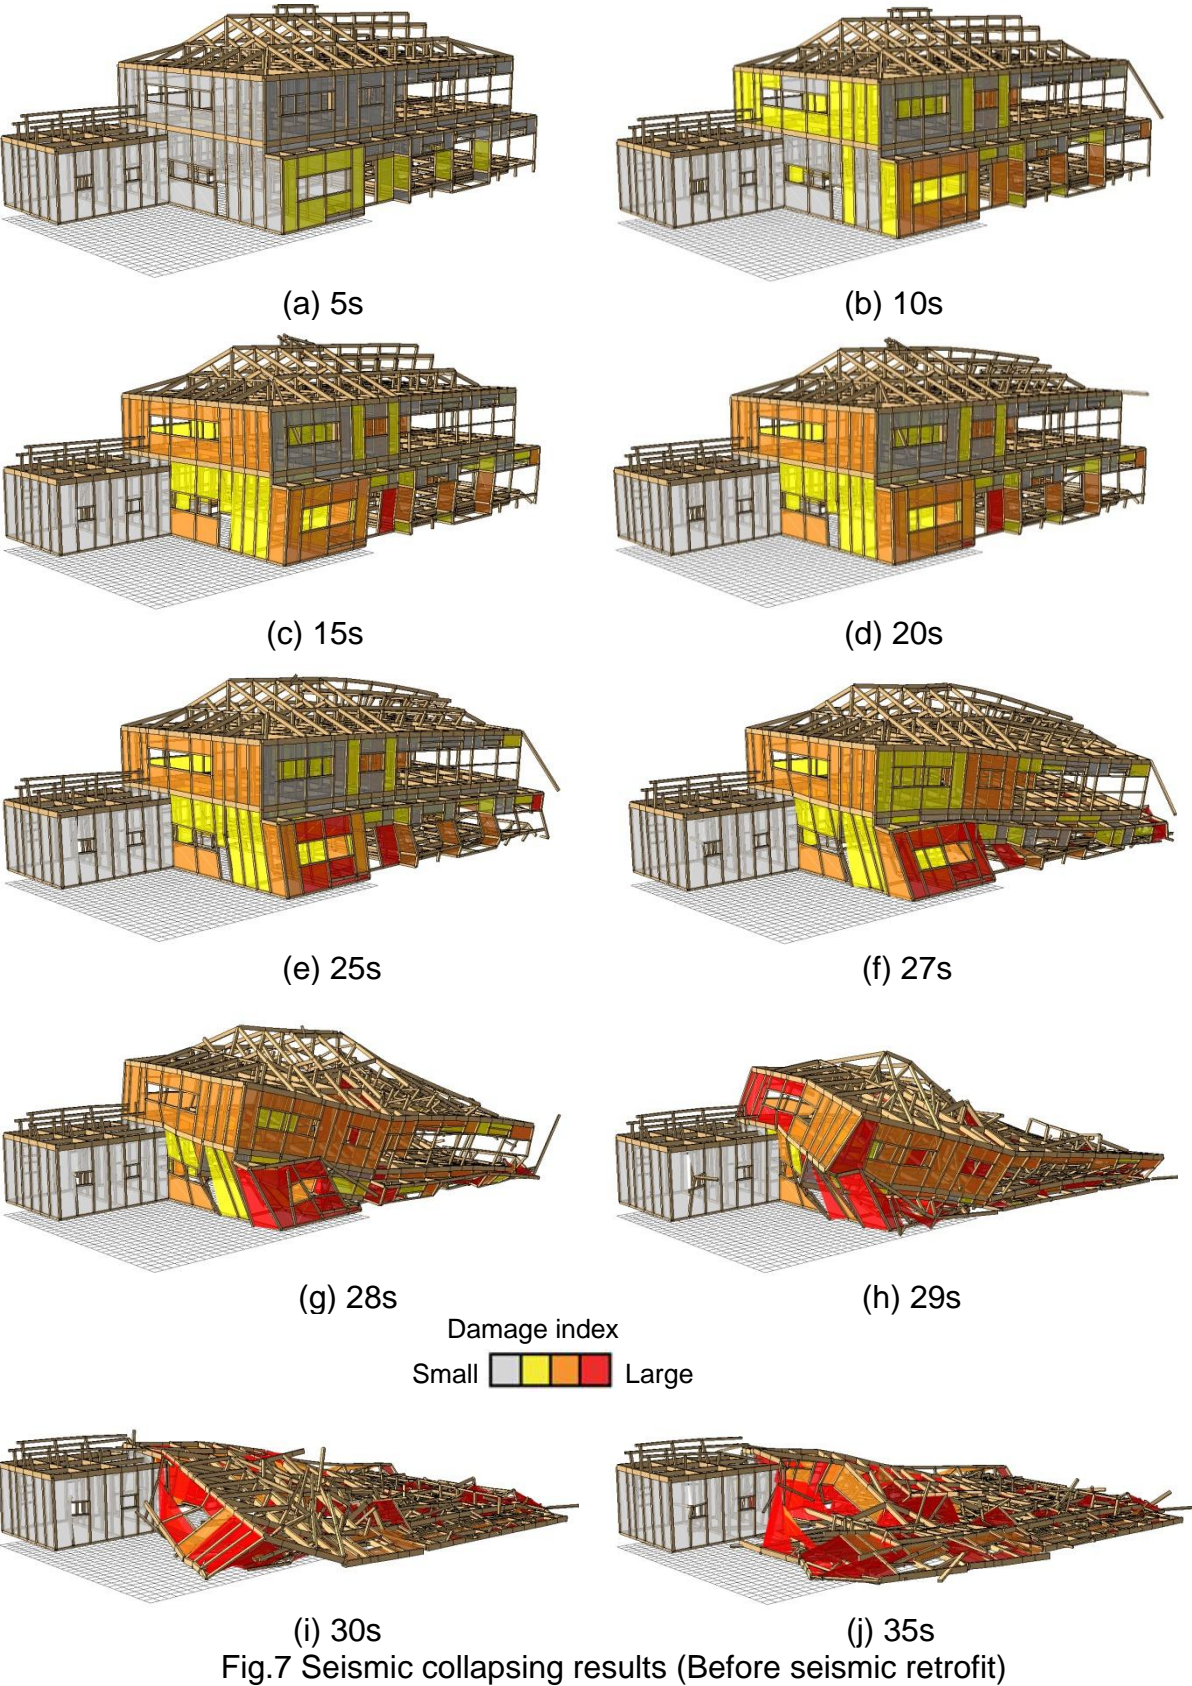 (a) 5s
(b) 10s
(c) 15s
(d) 20s
(e) 25s
(f) 27s
(g) 28s
(h) 29s
Damage index
Small Large
(i) 30s
(j) 35s
Fig.7 Seismic collapsing results (Before seismic retrofit)